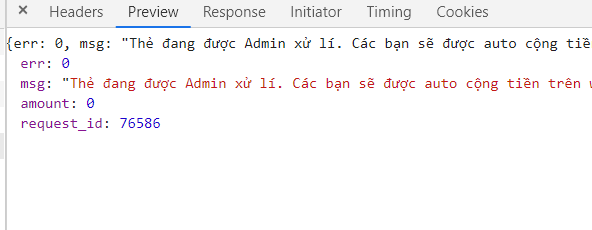 × Headers Preview Response Initiator Timing Cookies
{err: 0, msg: "Thẻ đang được Admin xử lí. Các bạn sẽ được auto cộng tiề
err: 0
msg: "Thẻ đang được Admin xử lí. Các bạn sẽ được auto cộng tiền trên
amount: 0
request_id: 76586